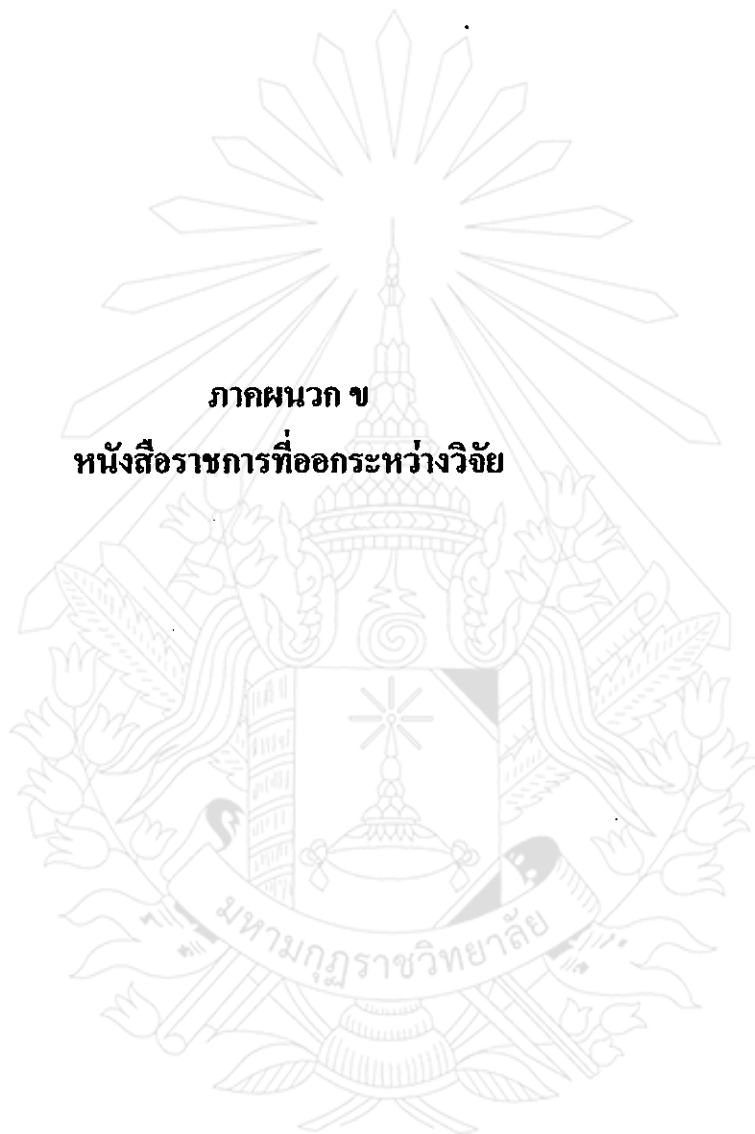 ภาคผนวก ข
หนังสือราชการที่ออกระหว่างวิจัย
มหามกุฏราชวิทยาลัย